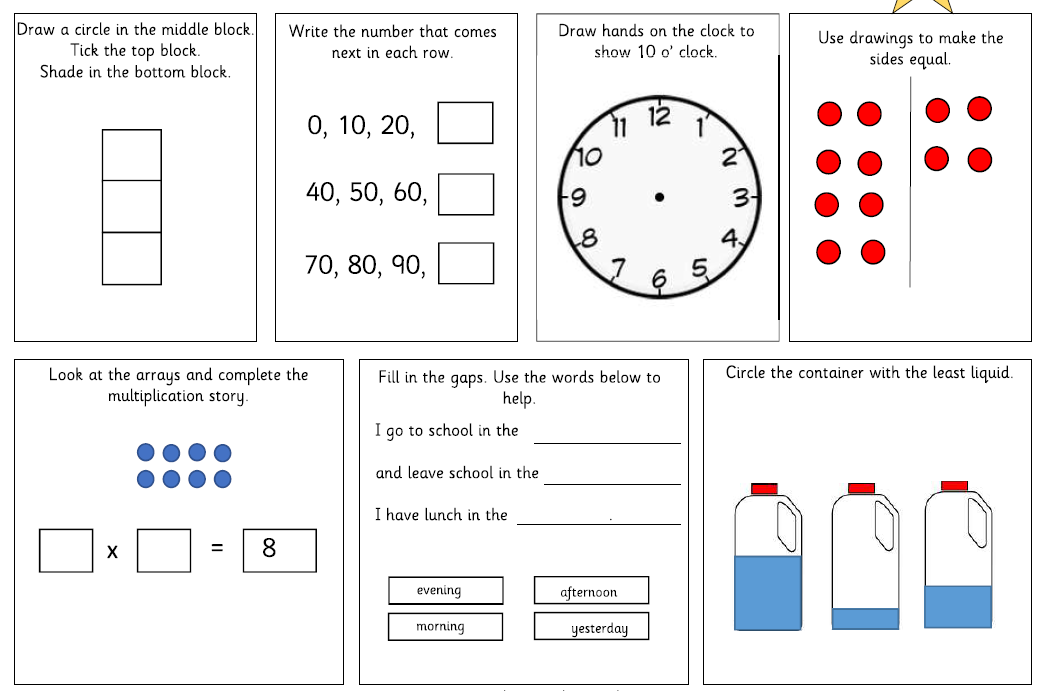 Draw a circle in the middle block.
Tick the top block.
Shade in the bottom block.
Write the number that comes
next in each row.
0, 10, 20,
40, 50, 60,
70, 80, 90,
Draw hands on the clock to
show 10 o' clock.
12
11
1
10
2
9
3
8
4
7
5
6
Use drawings to make the
sides equal.
Look at the arrays and complete the
multiplication story.
x = 8
Fill in the gaps. Use the words below to
help.
I go to school in the
and leave school in the
I have lunch in the .
evening
afternoon
morning
yesterday
Circle the container with the least liquid.